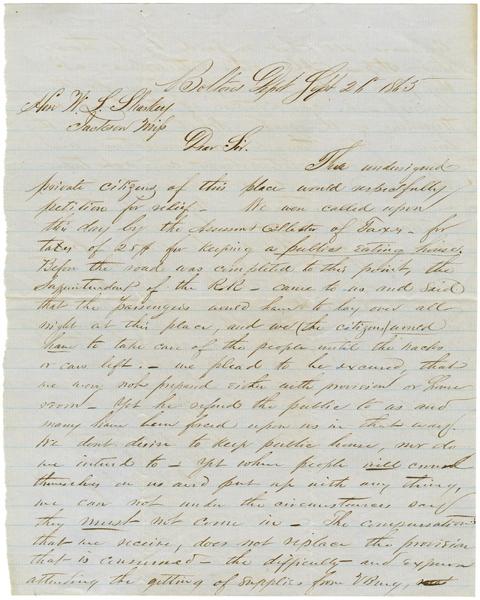 Boltons Depot Sept 26 1865
Hon W. L. Sharkey
Jackson Miss
Dear Sir.
The undersigned
private citizens of this place would respectfully
petition for relief - We were called upon
this day by the Assessor & Collector of Taxes - for
taxes of 25$ for keeping a public eating house,
Before the road was completed to this point, the
Superintendent of the R.R. - came to us and said
that the passengers would have to lay over all
night at this place, and we (the citizens) would
have to take care of the people until the hacks
or cars left. - we plead to be excused, that
we were not prepared either with provision or house
room - Yet he refered the public to us and
many have been forced upon us in that way.
We dont desire to keep public house, nor do
we intend to - Yet when people will crowd
themselves on us and put up with any thing,
we can not under the circumstances say
they must not come in - The compensation
that we receive, does not replace the provision
that is consumed - the difficulty and expense
attending the getting of supplies from VBurg,